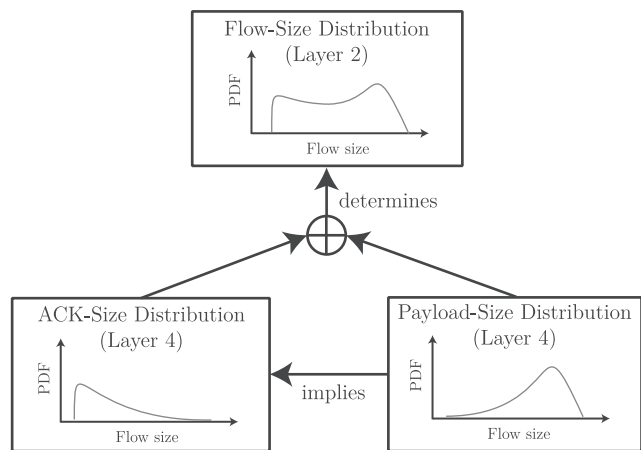 Flow-Size Distribution
(Layer 2)
PDF
Flow size
determines
ACK-Size Distribution
(Layer 4)
PDF
Flow size
implies
Payload-Size Distribution
(Layer 4)
PDF
Flow size